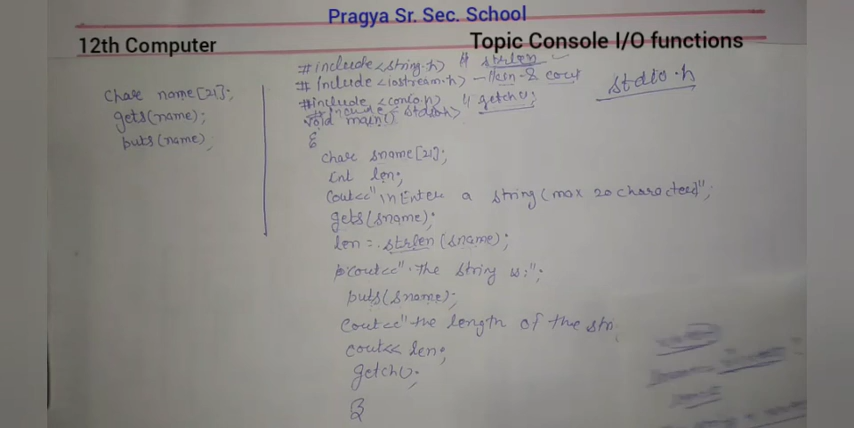 Pragya Sr. Sec. School
12th Computer
Topic Console I/O functions
char name[21];
gets(name);
puts(name)
#include<string.h> // strlen
#include<iostream.h> - // cin & cout
stdio.h
#include <conio.h> // getch();
#include <stdio.h>
void main()
{
char sname[21];
int len;
cout<<"\n Enter a string (max 20 character)";
gets(sname);
len = strlen(sname);
cout<<" The string is:";
puts(sname);
cout<<"the length of the stri
cout<< len;
getch();
}